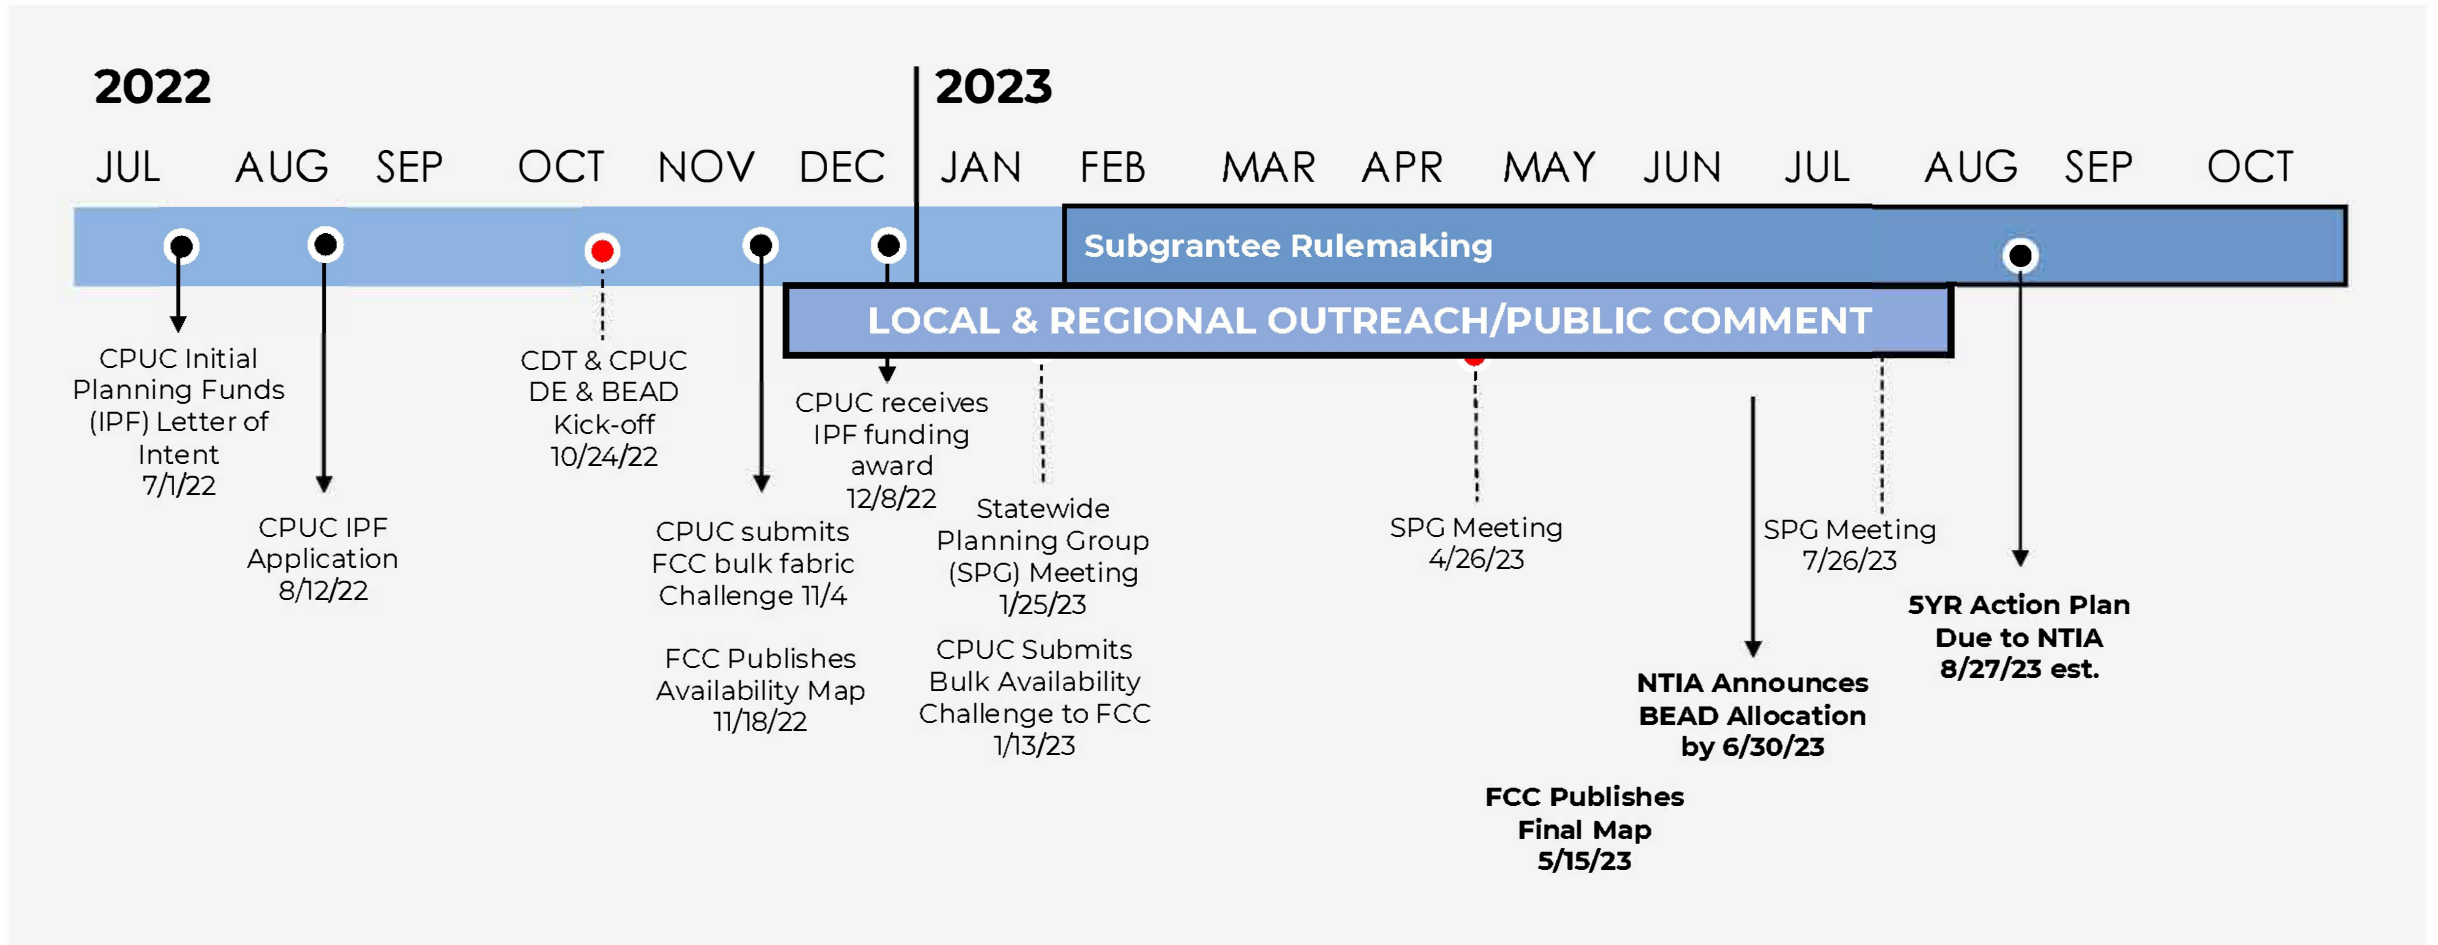 2022
2023
JUL AUG SEP OCT NOV DEC JAN FEB MAR APR MAY JUN JUL AUG SEP OCT
Subgrantee Rulemaking
LOCAL & REGIONAL OUTREACH/PUBLIC COMMENT
CPUC Initial
Planning Funds
(IPF) Letter of
Intent
7/1/22
CPUC IPF
Application
8/12/22
CDT & CPUC
DE & BEAD
Kick-off
10/24/22
CPUC submits
FCC bulk fabric
Challenge 11/4
FCC Publishes
Availability Map
11/18/22
CPUC receives
IPF funding
award
12/8/22
Statewide
Planning Group
(SPG) Meeting
1/25/23
CPUC Submits
Bulk Availability
Challenge to FCC
1/13/23
SPG Meeting
4/26/23
FCC Publishes
Final Map
5/15/23
NTIA Announces
BEAD Allocation
by 6/30/23
SPG Meeting
7/26/23
5YR Action Plan
Due to NTIA
8/27/23 est.